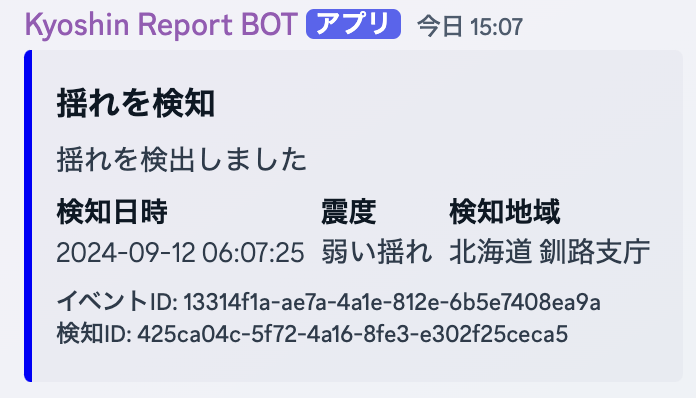 Kyoshin Report BOT アプリ 今日 15:07
揺れを検知
揺れを検出しました
検知日時 震度 検知地域
2024-09-12 06:07:25 弱い揺れ 北海道 釧路支庁
イベントID: 13314f1a-ae7a-4a1e-812e-6b5e7408ea9a
検知ID: 425ca04c-5f72-4a16-8fe3-e302f25ceca5